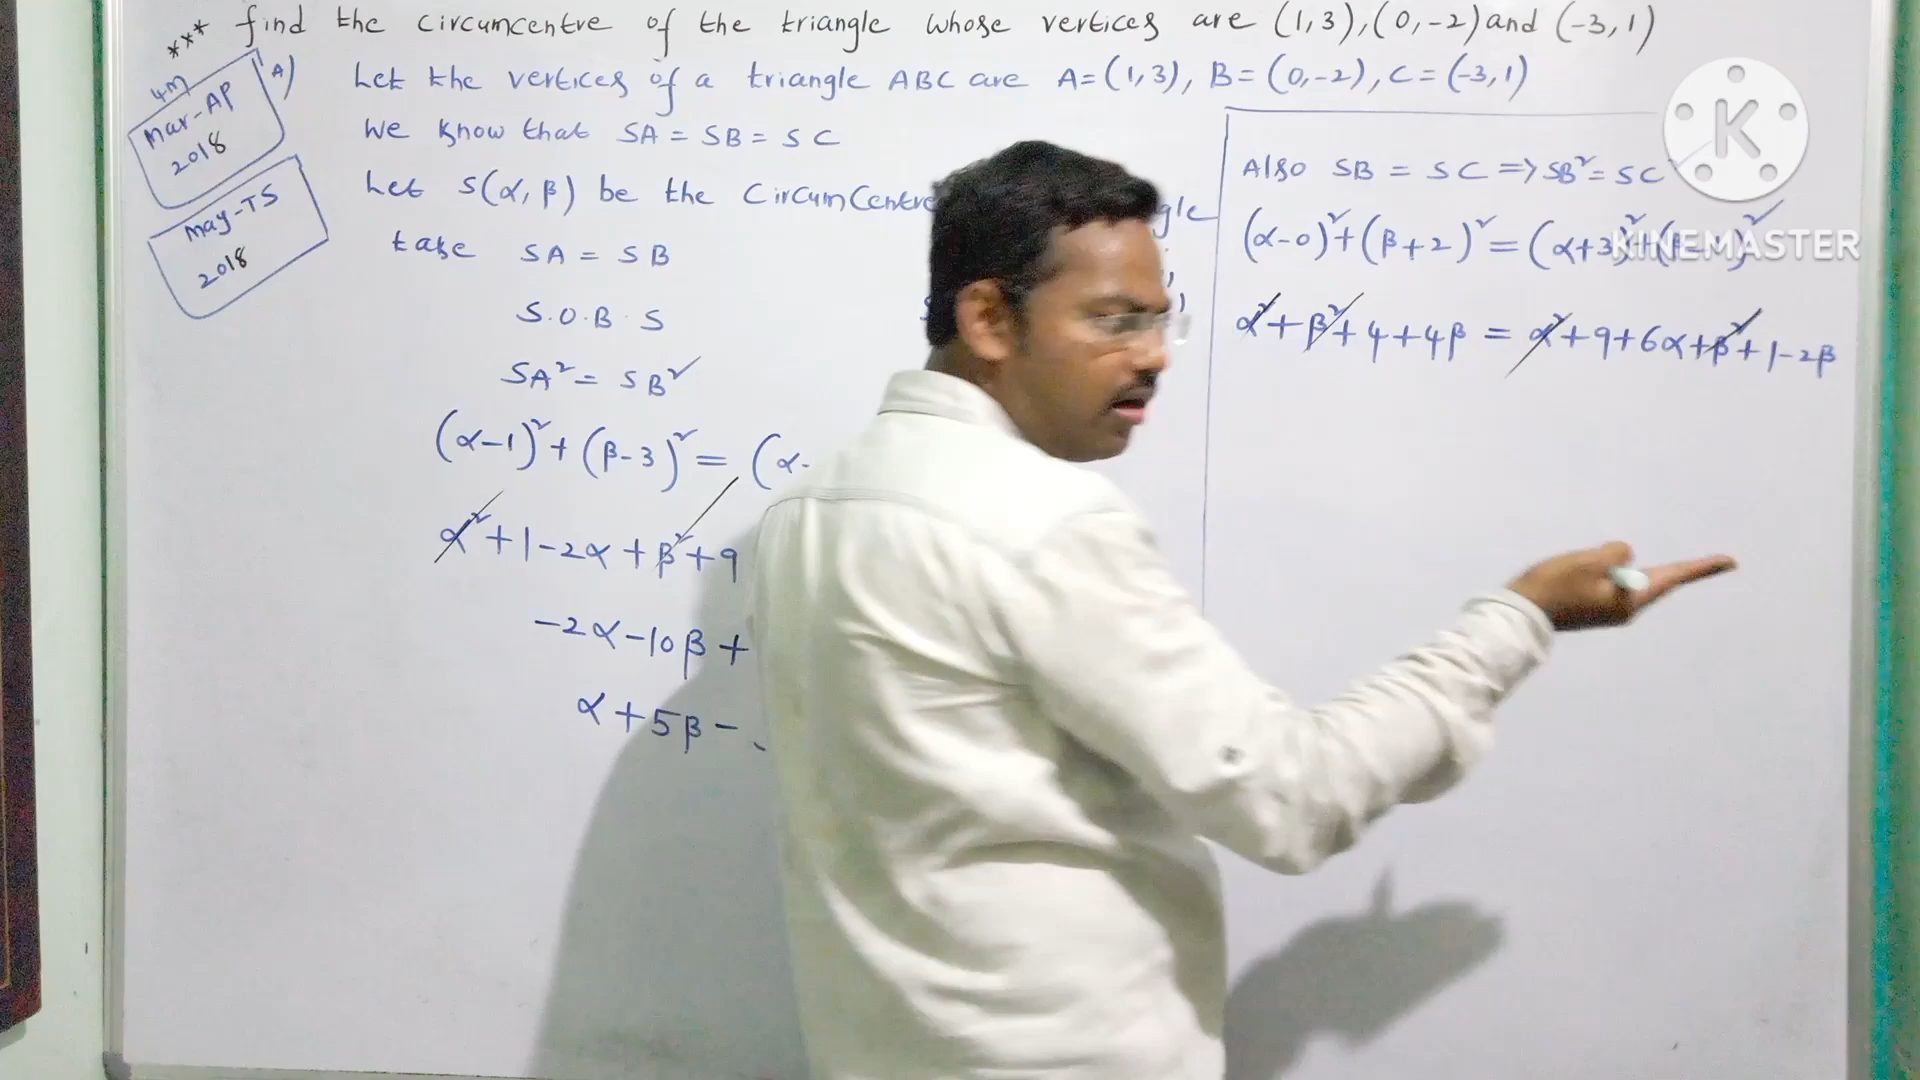 *** find the circumcentre of the triangle whose vertices are (1,3),(0,-2) and (-3,1)
4m
Mar-AP
2018
May-TS
2018
A) Let the vertices of a triangle ABC are A=(1,3), B=(0,-2), C=(-3,1)
We know that SA = SB = SC
Let S(α,β) be the CircumCentre
gle
take SA = SB
S.O.B.S
SA² = SB²
(α-1)²+(β-3)² = (α-
α²+1-2α+β²+9
-2α-10β+
α+5β-
Also SB = SC => SB²=SC
(α-0)²+(β+2)²=(α+3)²+(β-1)²
α²+β²+4+4β = α²+9+6α+β²+1-2β
K
KINEMASTER